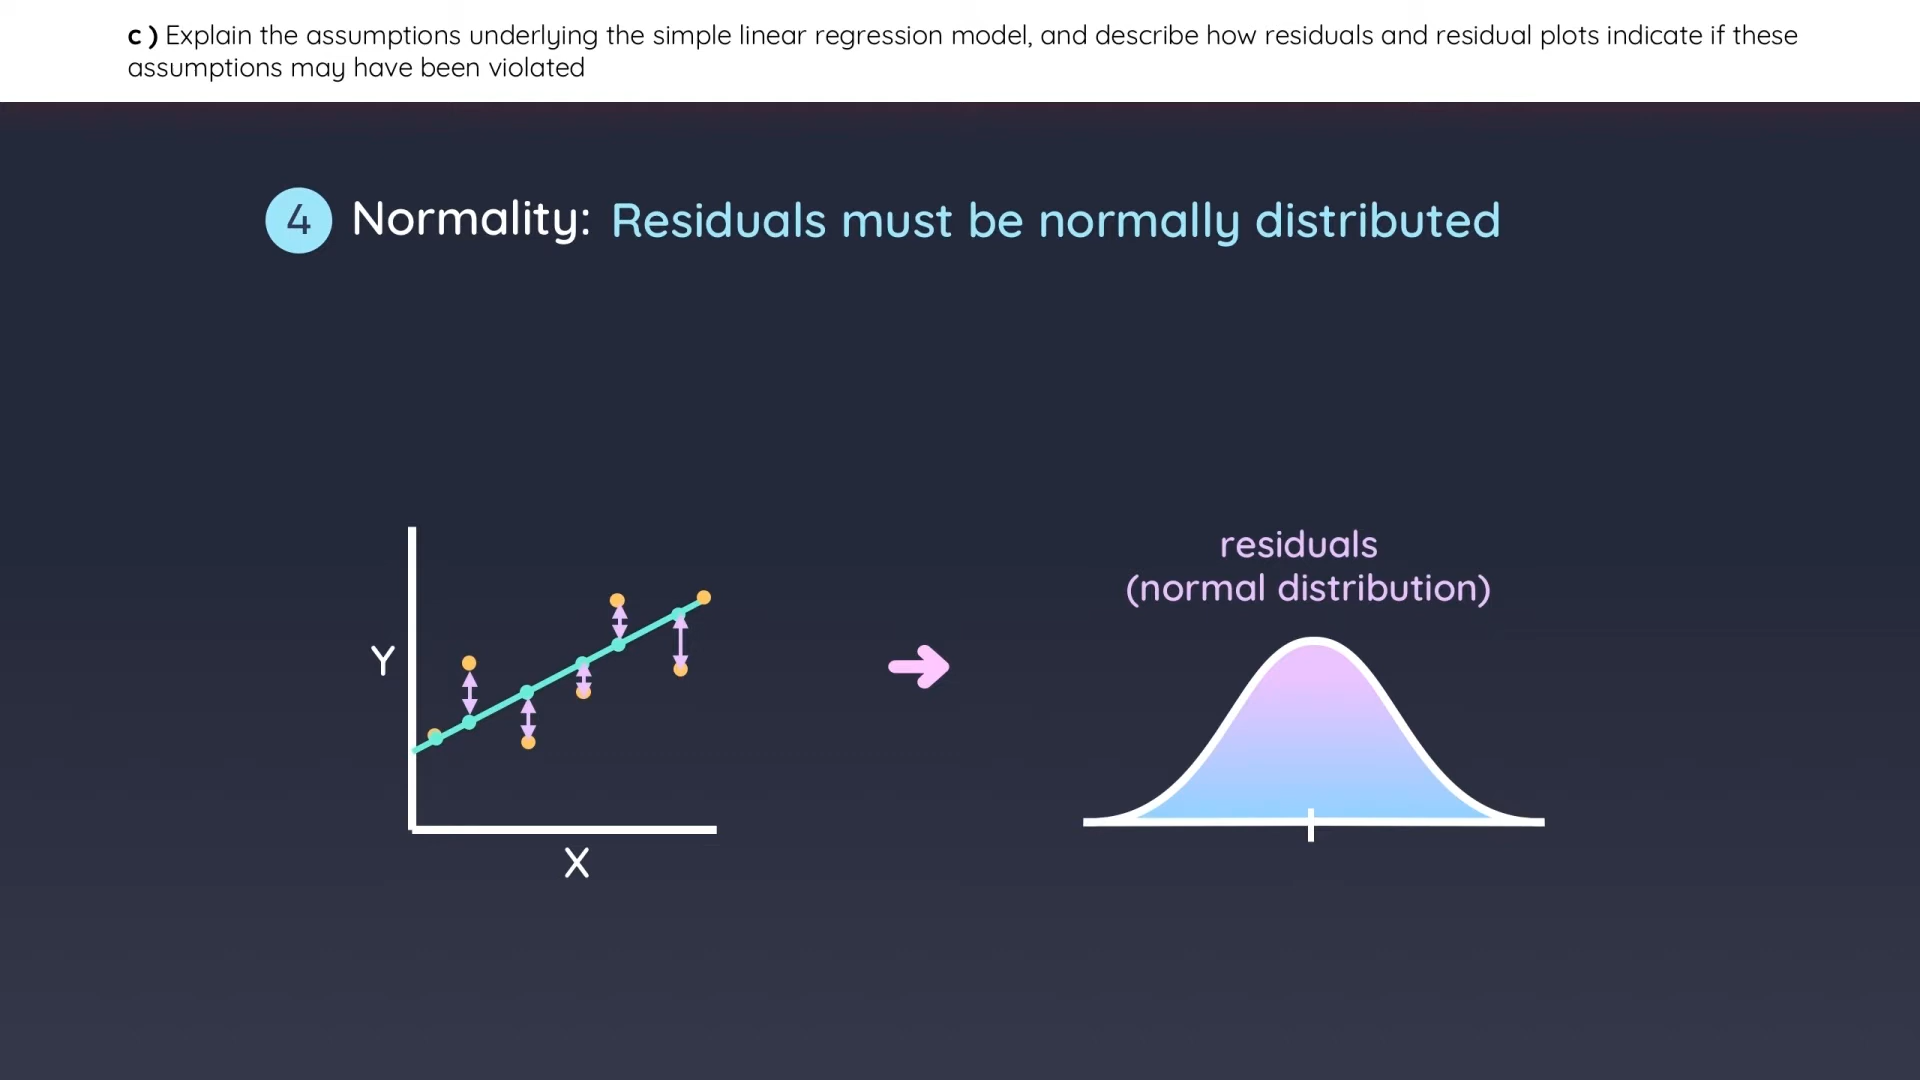 c ) Explain the assumptions underlying the simple linear regression model, and describe how residuals and residual plots indicate if these
assumptions may have been violated
4 Normality: Residuals must be normally distributed
residuals
(normal distribution)
Y
X